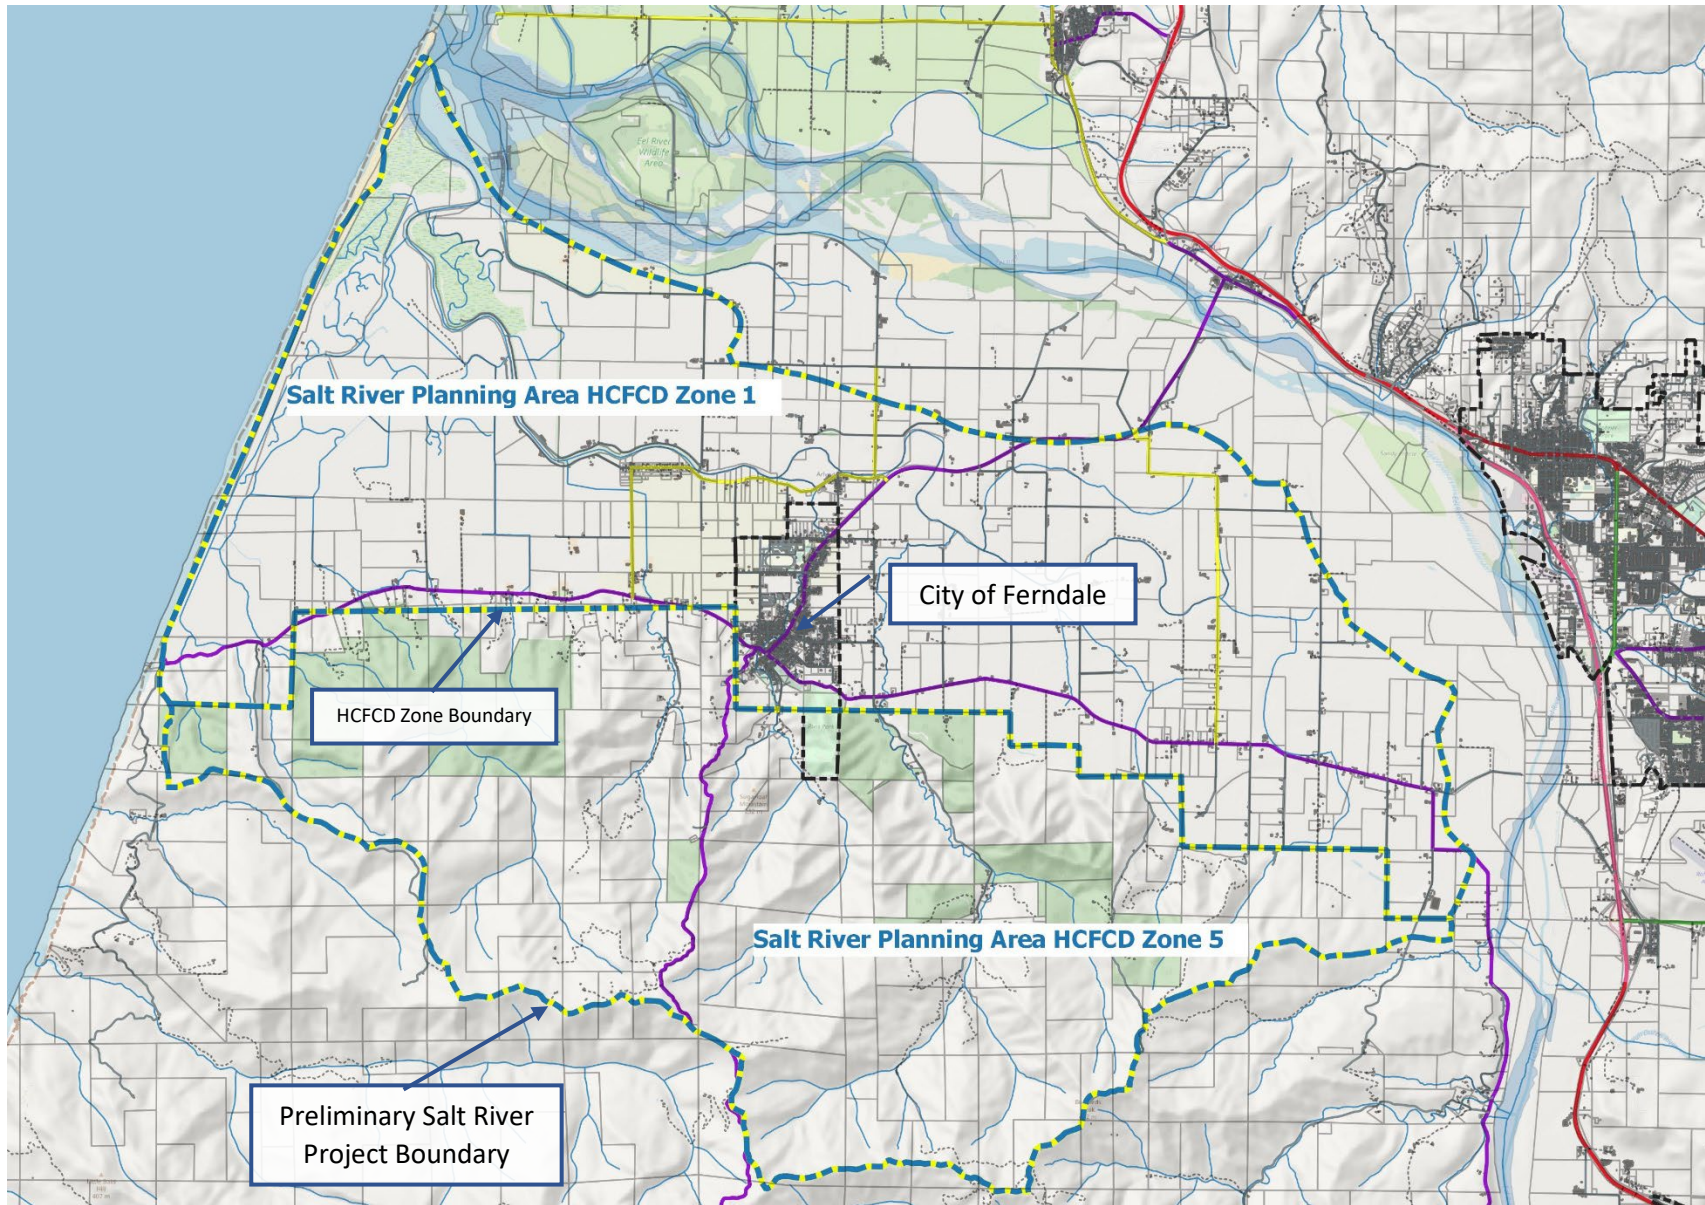 Eel River
Wildlife
Area
Salt River Planning Area HCFCD Zone 1
City of Ferndale
HCFCD Zone Boundary
Salt River Planning Area HCFCD Zone 5
Preliminary Salt River
Project Boundary